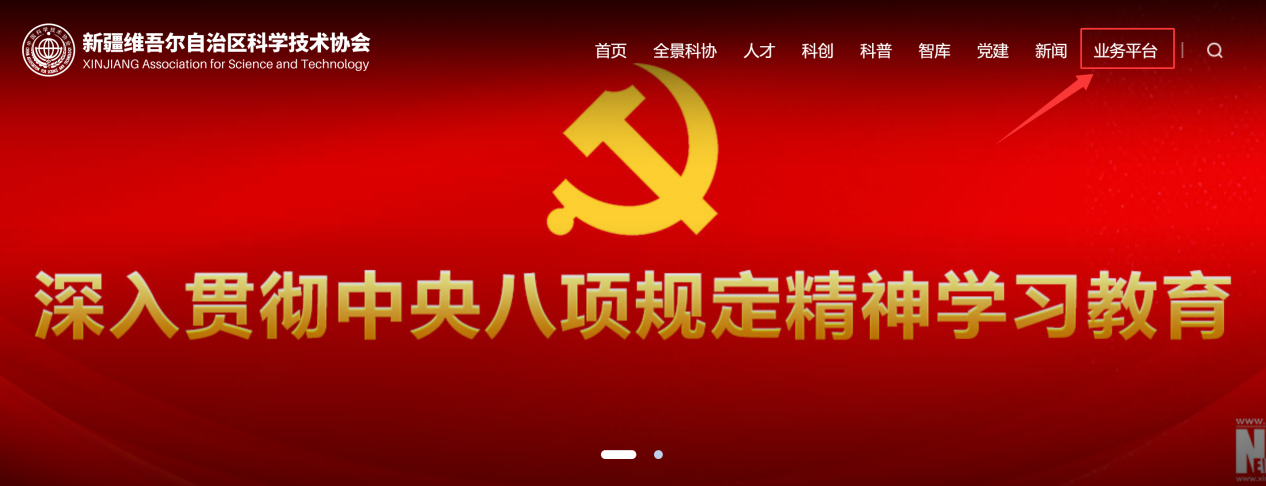 新疆维吾尔自治区科学技术协会
XINJIANG Association for Science and Technology
首页 全景科协 人才 科创 科普 智库 党建 新闻 业务平台
深入贯彻中央八项规定精神学习教育
www.